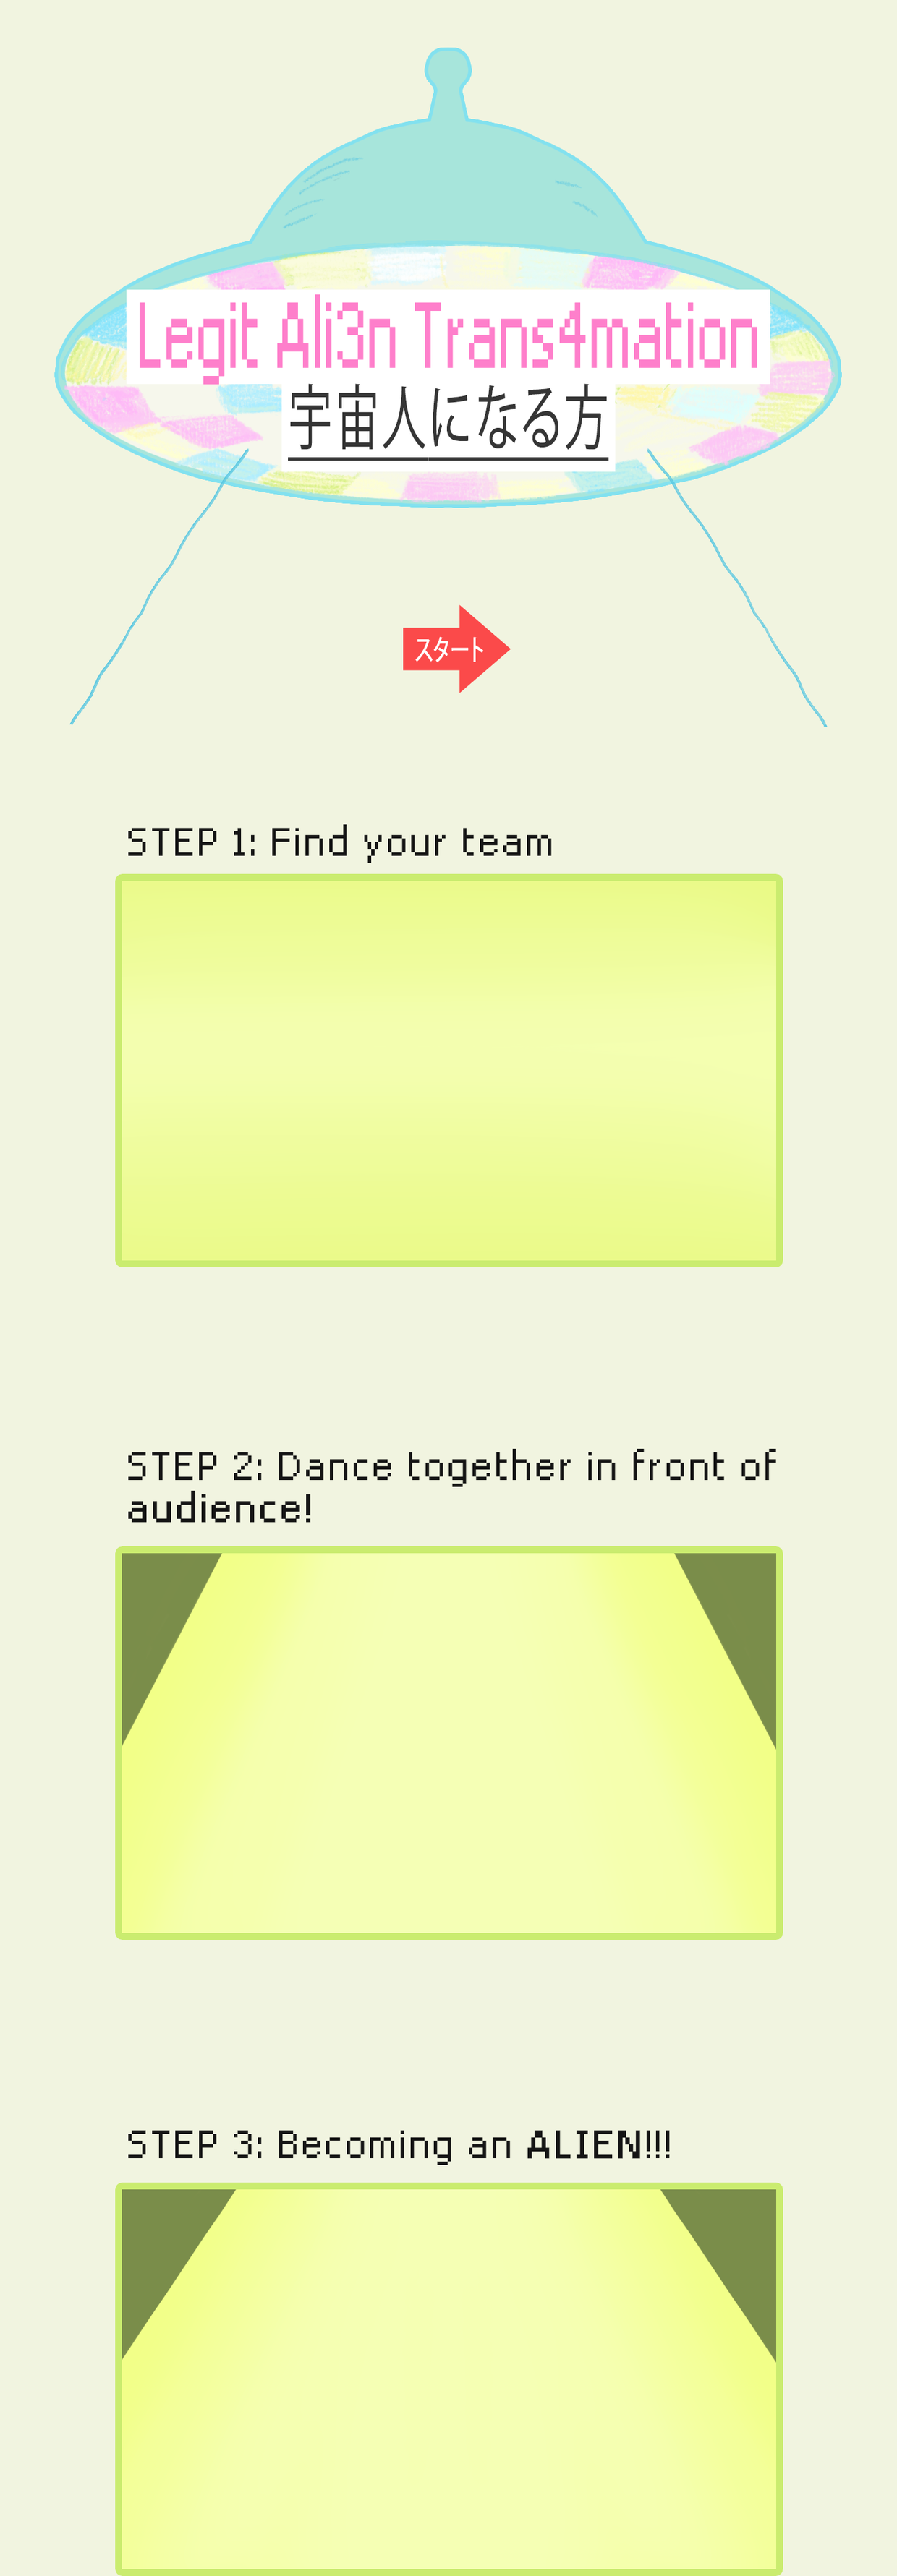 Legit Ali3n Trans4mation
宇宙人になる方
スタート
STEP 1: Find your team
STEP 2: Dance together in front of
audience!
STEP 3: Becoming an ALIEN!!!